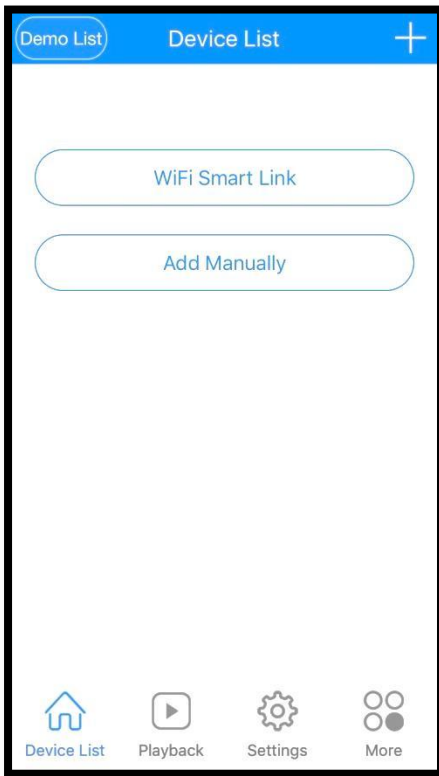 Demo List Device List
WiFi Smart Link
Add Manually
Device List Playback Settings More